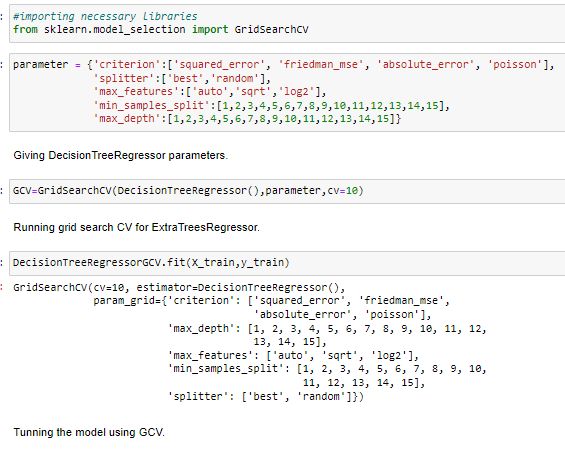 #importing necessary libraries
from sklearn.model_selection import GridSearchCV
parameter = {'criterion':['squared_error', 'friedman_mse', 'absolute_error', 'poisson'],
'splitter':['best','random'],
'max_features':['auto','sqrt','log2'],
'min_samples_split':[1,2,3,4,5,6,7,8,9,10,11,12,13,14,15],
'max_depth':[1,2,3,4,5,6,7,8,9,10,11,12,13,14,15]}
Giving DecisionTreeRegressor parameters.
GCV=GridSearchCV(DecisionTreeRegressor(),parameter,cv=10)
Running grid search CV for ExtraTreesRegressor.
DecisionTreeRegressorGCV.fit(X_train,y_train)
GridSearchCV(cv=10, estimator=DecisionTreeRegressor(),
param_grid={'criterion': ['squared_error', 'friedman_mse',
'absolute_error', 'poisson'],
'max_depth': [1, 2, 3, 4, 5, 6, 7, 8, 9, 10, 11, 12,
13, 14, 15],
'max_features': ['auto', 'sqrt', 'log2'],
'min_samples_split': [1, 2, 3, 4, 5, 6, 7, 8, 9, 10,
11, 12, 13, 14, 15],
'splitter': ['best', 'random']})
Tunning the model using GCV.